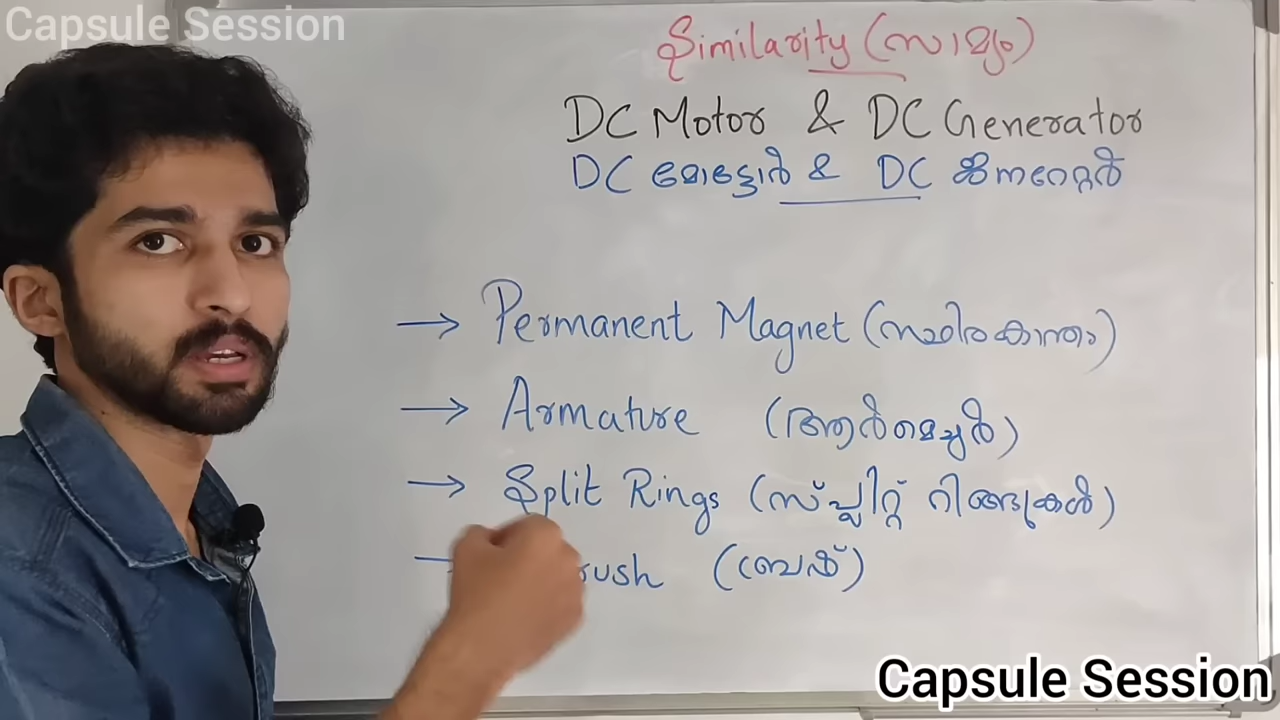 Capsule Session
Similarity (സാമ്യം)
DC Motor & DC Generator
DC മോട്ടോർ & DC ജനറേറ്റർ
→ Permanent Magnet (സ്ഥിരകാന്തം)
→ Armature (ആർമെച്ചർ)
→ Split Rings (സ്പ്ലിറ്റ് റിങ്ങുകൾ)
→ rush (ബ്രഷ്)
Capsule Session